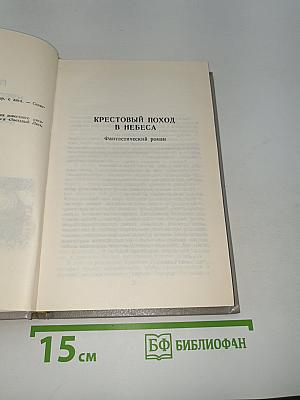 КРЕСТОВЫЙ ПОХОД
В НЕБЕСА
Фантастический роман
15 см
БФ БИБЛИОФАН